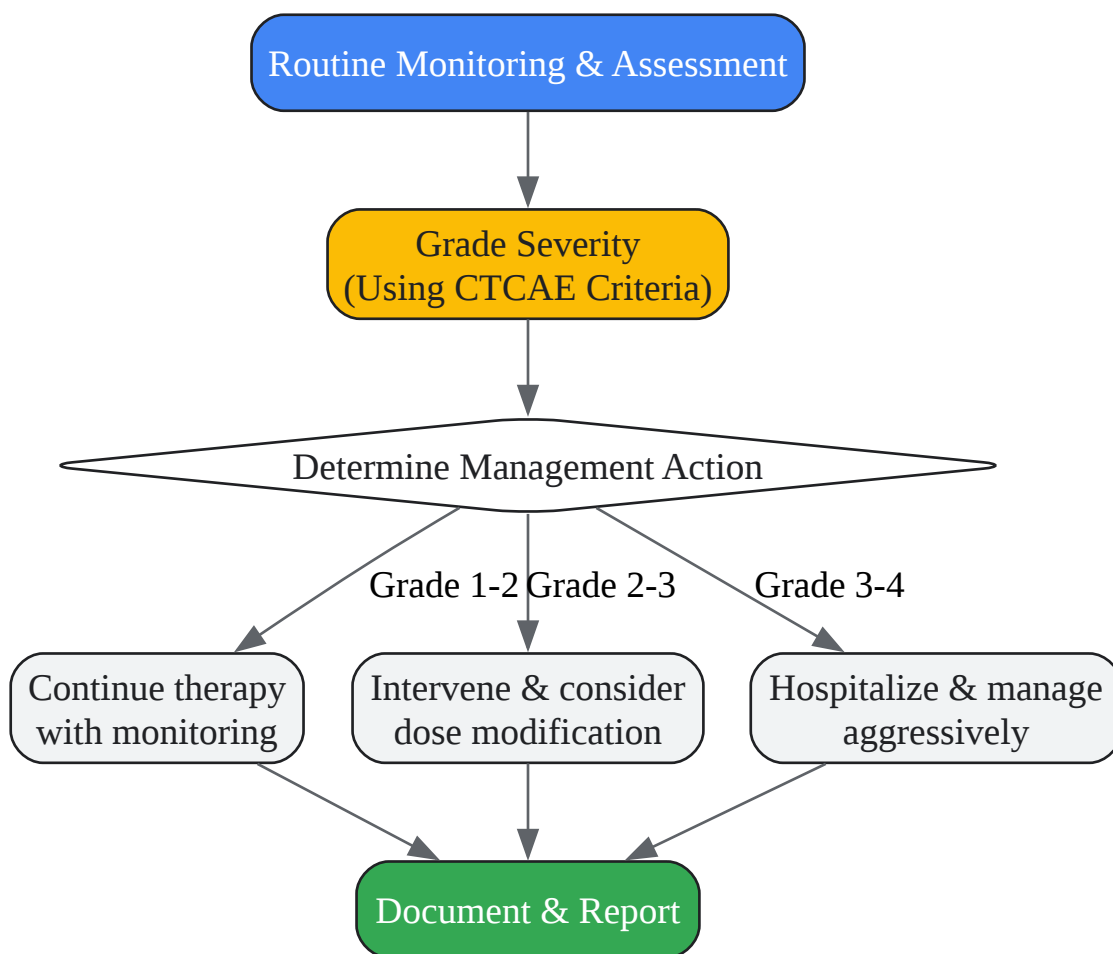 Routine Monitoring & Assessment
Grade Severity
(Using CTCAE Criteria)
Determine Management Action
Grade 1-2
Grade 2-3
Grade 3-4
Continue therapy
with monitoring
Intervene & consider
dose modification
Hospitalize & manage
aggressively
Document & Report